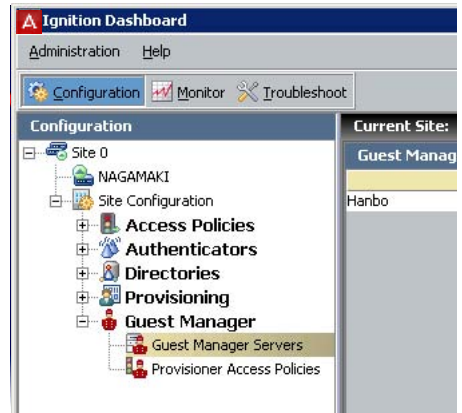 Ignition Dashboard
Administration Help
Configuration Monitor Troubleshoot
Configuration
Site 0
NAGAMAKI
Site Configuration
Access Policies
Authenticators
Directories
Provisioning
Guest Manager
Guest Manager Servers
Provisioner Access Policies
Current Site:
Guest Manag
Hanbo